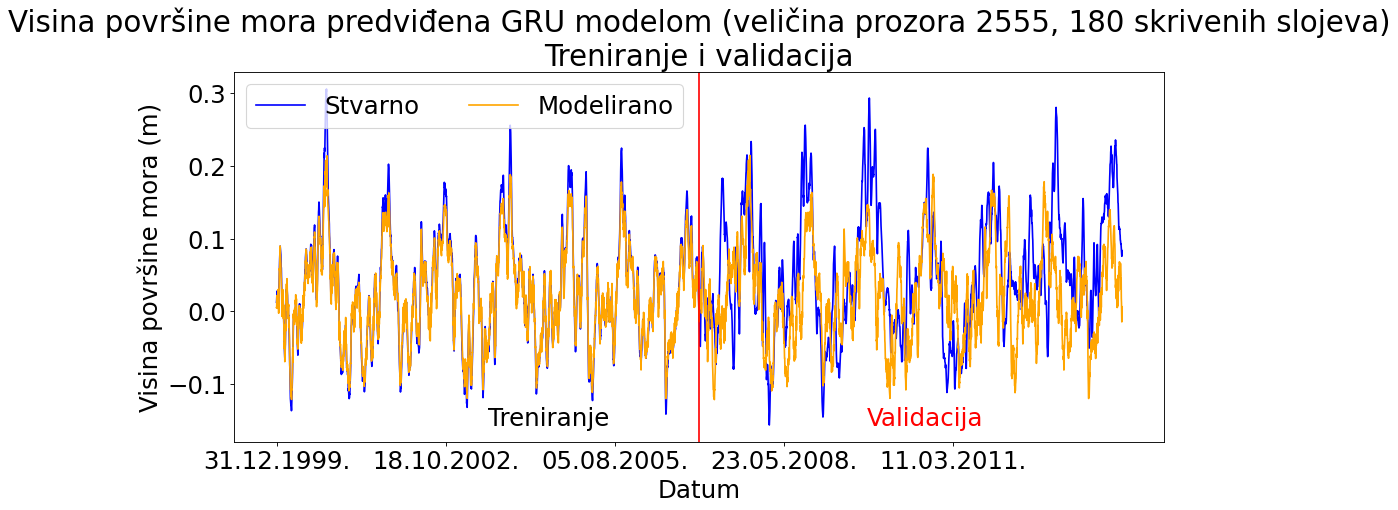 Visina površine mora predviđena GRU modelom (veličina prozora 2555, 180 skrivenih slojeva)
Treniranje i validacija
Stvarno
Modelirano
Visina površine mora (m)
0.3
0.2
0.1
0.0
−0.1
Treniranje
Validacija
31.12.1999.
18.10.2002.
05.08.2005.
23.05.2008.
11.03.2011.
Datum